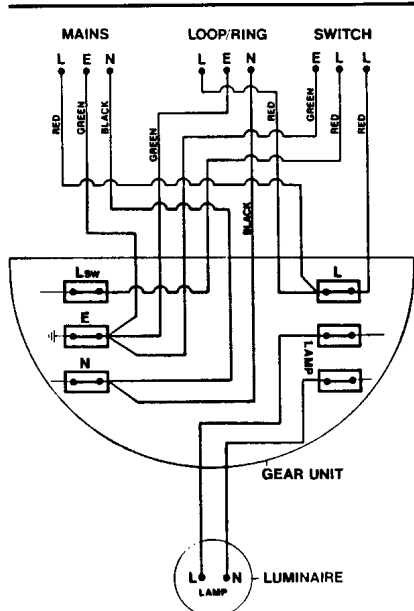 MAINS LOOP/RING SWITCH
L E N L E N E L L
RED GREEN BLACK GREEN RED BLACK GREEN RED RED
LSW L
E
N LAMP
GEAR UNIT
L N LUMINAIRE
LAMP